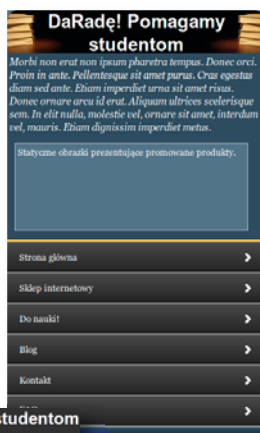 DaRadę! Pomagamy
studentom
Morbi non erat non ipsum pharetra tempus. Donec orci.
Proin in ante. Pellentesque sit amet purus. Cras egestas
diam sed ante. Etiam imperdiet urna sit amet risus.
Donec ornare arcu id erat. Aliquam ultrices scelerisque
sem. In elit nulla, molestie vel, ornare sit amet, interdum
vel, mauris. Etiam dignissim imperdiet metus.
Statyczne obrazki prezentujące promowane produkty.
Strona główna
Sklep internetowy
Do nauki!
Blog
Kontakt
studentom